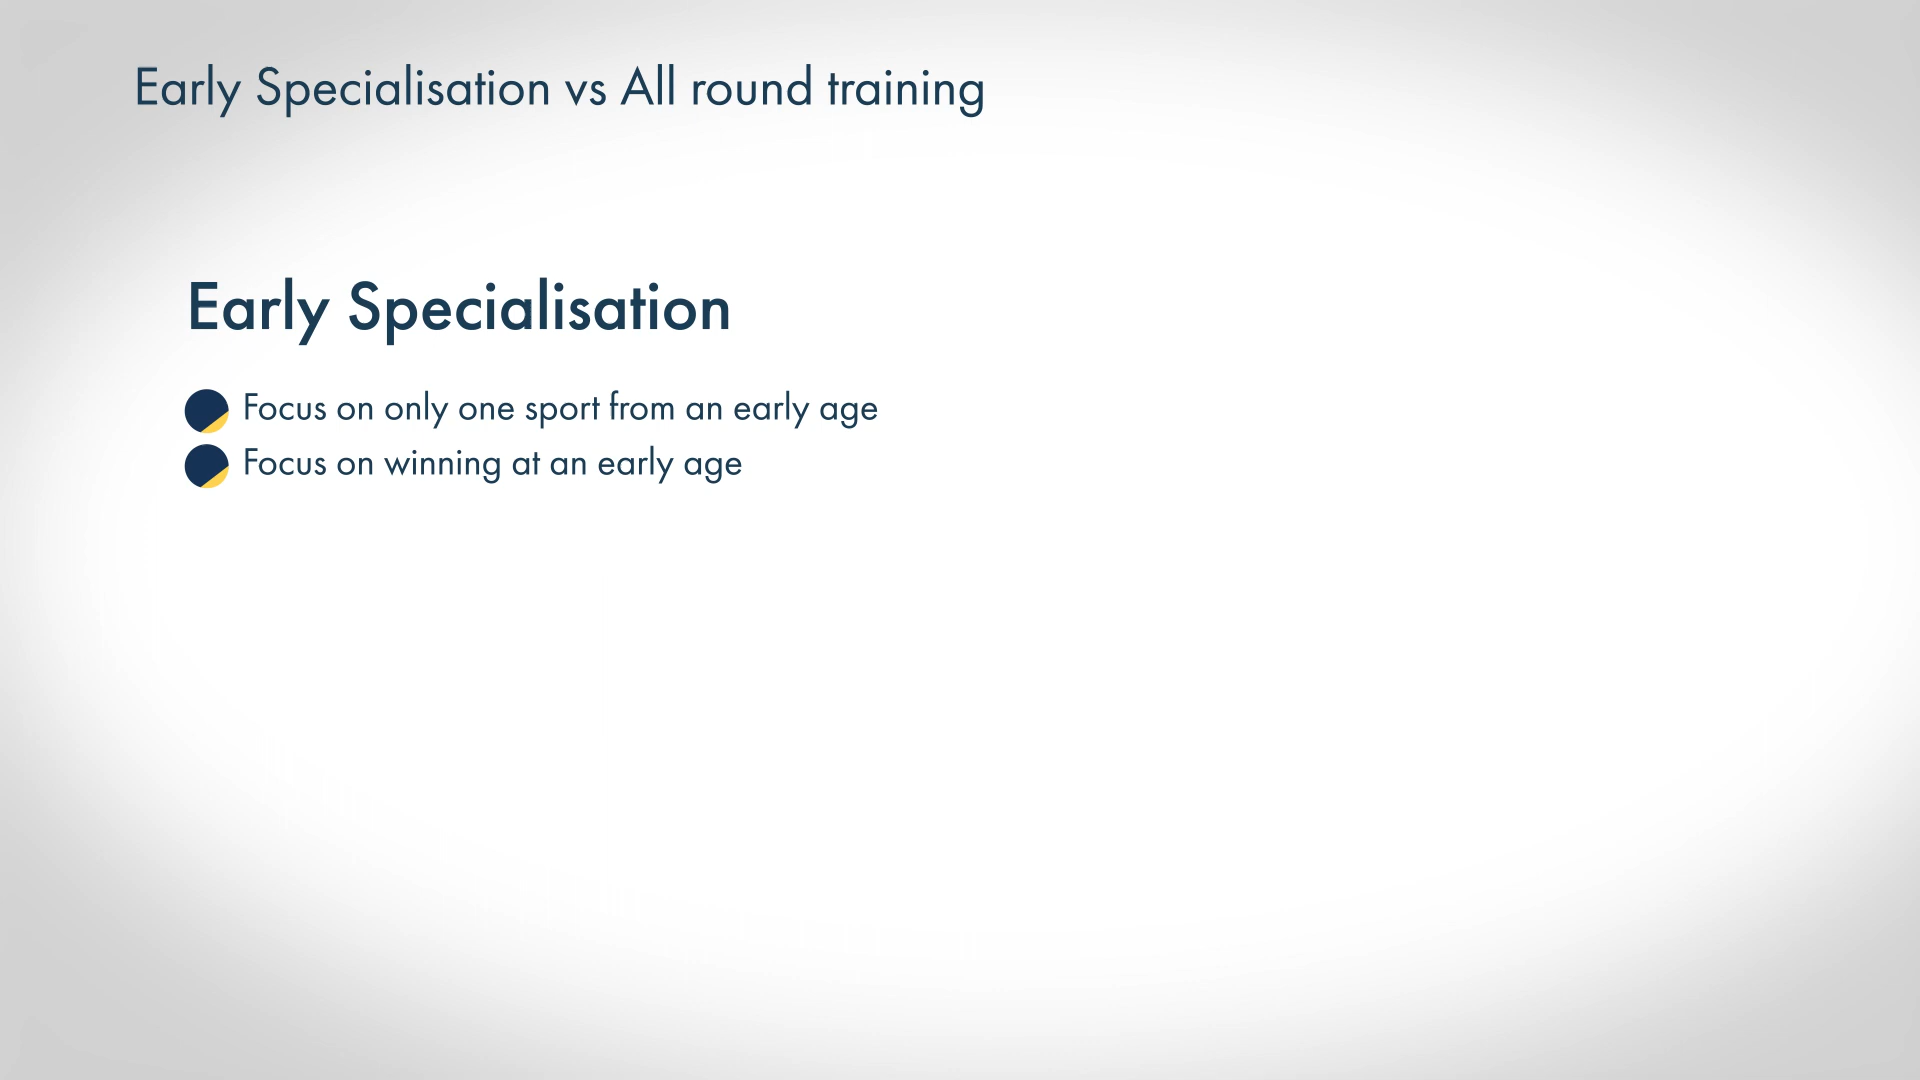 Early Specialisation vs All round training
Early Specialisation
Focus on only one sport from an early age
Focus on winning at an early age